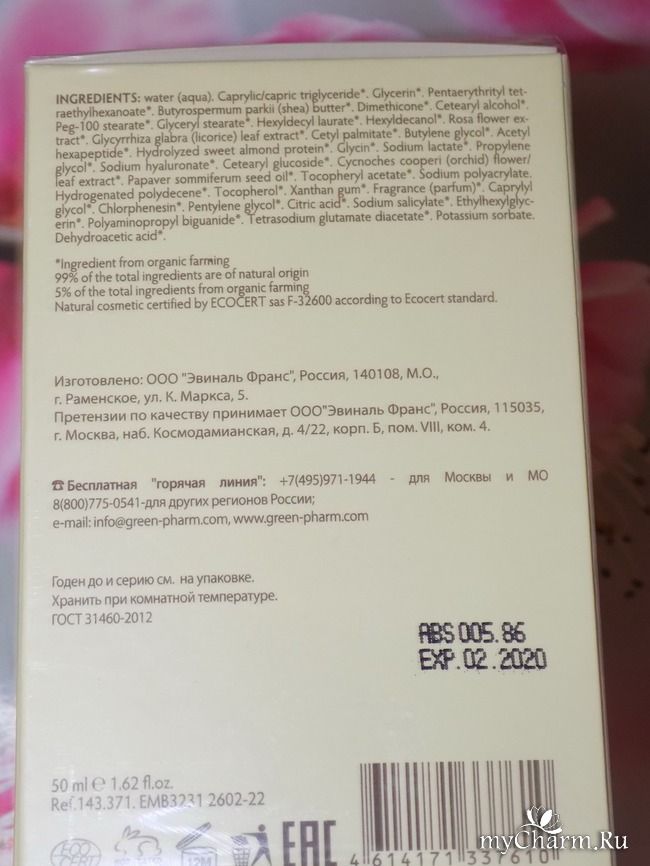 INGREDIENTS: water (aqua). Caprylic/capric triglyceride*. Glycerin*. Pentaerythrityl tet-
raethylhexanoate*. Butyrospermum parkii (shea) butter*. Dimethicone*. Cetearyl alcohol*.
Peg-100 stearate*. Glyceryl stearate*. Hexyldecyl laurate*. Hexyldecanol*. Rosa flower ex-
tract*. Glycyrrhiza glabra (licorice) leaf extract*. Cetyl palmitate*. Butylene glycol*. Acetyl
hexapeptide*. Hydrolyzed sweet almond protein*. Glycin*. Sodium lactate*. Propylene
glycol*. Sodium hyaluronate*. Cetearyl glucoside*. Cycnoches cooperi (orchid) flower/
leaf extract*. Papaver sommiferum seed oil*. Tocopheryl acetate*. Sodium polyacrylate.
Hydrogenated polydecene*. Tocopherol*. Xanthan gum*. Fragrance (parfum)*. Caprylyl
glycol*. Chlorphenesin*. Pentylene glycol*. Citric acid*. Sodium salicylate*. Ethylhexylglyc-
erin*. Polyaminopropyl biguanide*. Tetrasodium glutamate diacetate*. Potassium sorbate.
Dehydroacetic acid*.
*Ingredient from organic farming
99% of the total ingredients are of natural origin
5% of the total ingredients from organic farming
Natural cosmetic certified by ECOCERT sas F-32600 according to Ecocert standard.
Изготовлено: ООО "Эвиналь Франс", Россия, 140108, М.О.,
г. Раменское, ул. К. Маркса, 5.
Претензии по качеству принимает ООО"Эвиналь Франс", Россия, 115035,
г. Москва, наб. Космодамианская, д. 4/22, корп. Б, пом. VIII, ком. 4.
☎Бесплатная "горячая линия": +7(495)971-1944 - для Москвы и МО
8(800)775-0541-для других регионов России;
e-mail: info@green-pharm.com, www.green-pharm.com
Годен до и серию см. на упаковке.
Хранить при комнатной температуре.
ГОСТ 31460-2012
ABS 005.86
EXP.02.2020
50 ml e 1.62 fl.oz.
Ref.143.371. EMB3231 2602-22
12M
EAC
myCharm.Ru